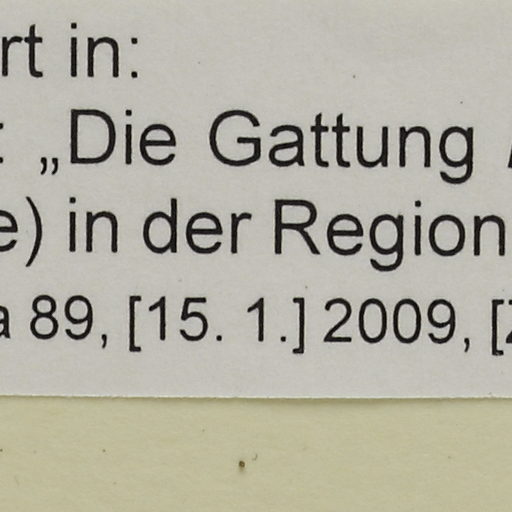 rt in:
: „Die Gattung
e) in der Region
a 89, [15. 1.] 2009, [Z